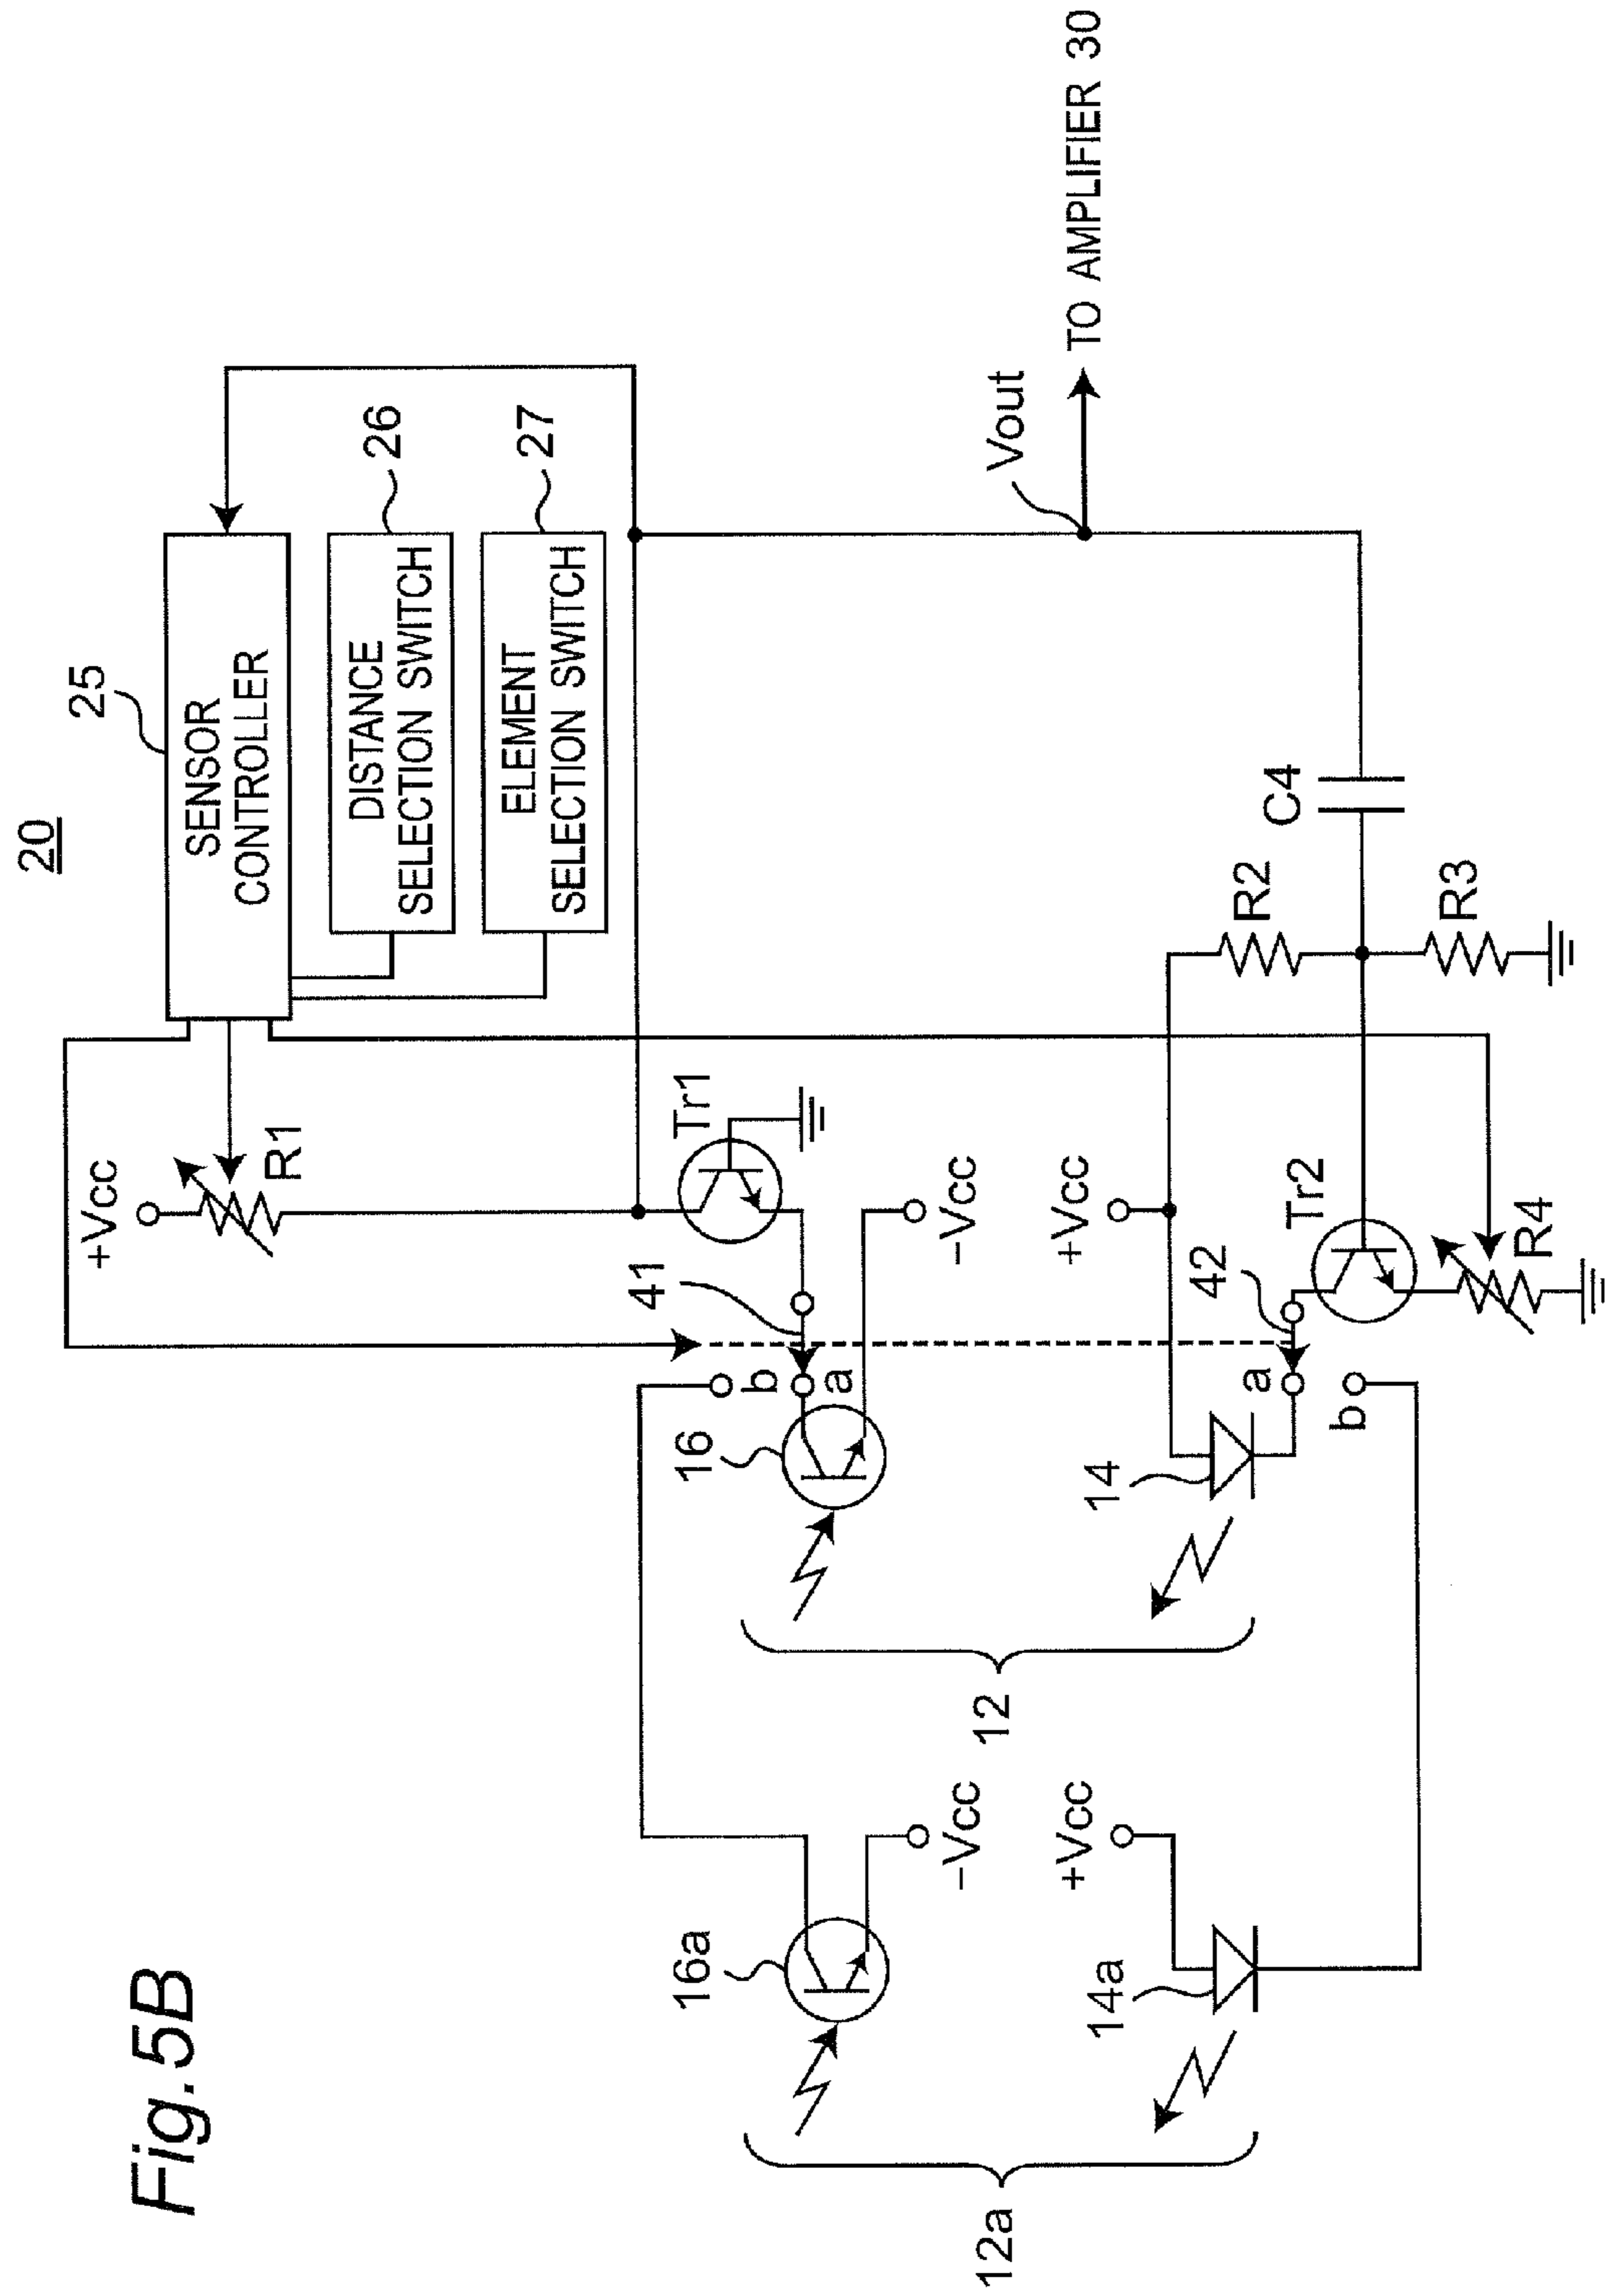 Fig.5B
20
25
SENSOR
CONTROLLER
DISTANCE
SELECTION SWITCH
26
ELEMENT
SELECTION SWITCH
27
+Vcc
R1
Tr1
41
b
a
16
−Vcc
16a
−Vcc
Vout
TO AMPLIFIER 30
+Vcc
+Vcc
42
a
b
14
14a
Tr2
R2
C4
R3
R4
12
12a